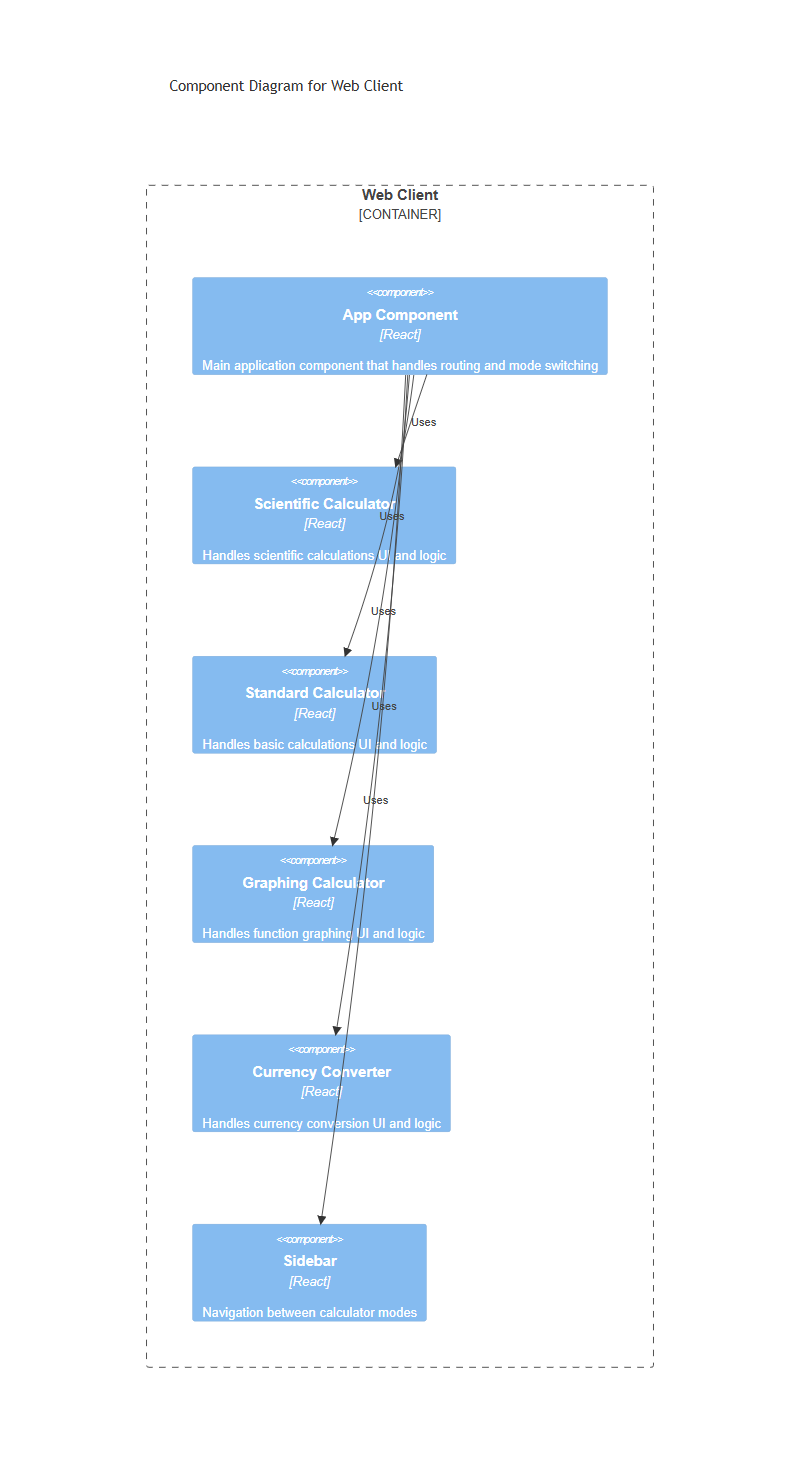 Component Diagram for Web Client
Web Client
[CONTAINER]
<<component>>
App Component
[React]
Main application component that handles routing and mode switching
Uses
<<component>>
Scientific Calculator
[React]
Uses
Handles scientific calculations UI and logic
Uses
<<component>>
Standard Calculator
[React]
Uses
Handles basic calculations UI and logic
Uses
<<component>>
Graphing Calculator
[React]
Handles function graphing UI and logic
<<component>>
Currency Converter
[React]
Handles currency conversion UI and logic
<<component>>
Sidebar
[React]
Navigation between calculator modes